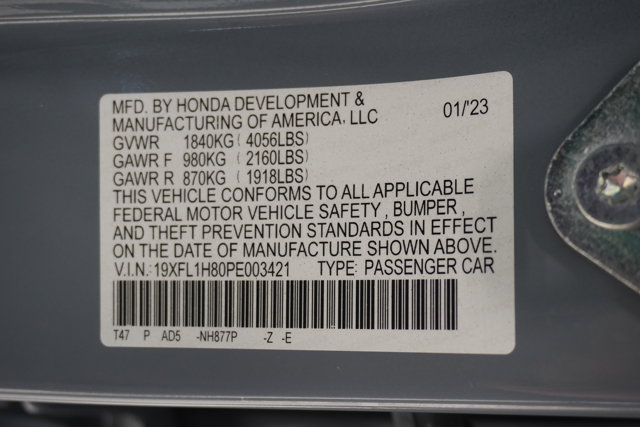 MFD. BY HONDA DEVELOPMENT &
MANUFACTURING OF AMERICA, LLC 01/'23
GVWR 1840KG ( 4056LBS)
GAWR F 980KG ( 2160LBS)
GAWR R 870KG ( 1918LBS)
THIS VEHICLE CONFORMS TO ALL APPLICABLE
FEDERAL MOTOR VEHICLE SAFETY , BUMPER ,
AND THEFT PREVENTION STANDARDS IN EFFECT
ON THE DATE OF MANUFACTURE SHOWN ABOVE.
V.I.N.:19XFL1H80PE003421 TYPE: PASSENGER CAR
T47 P AD5 -NH877P -Z -E